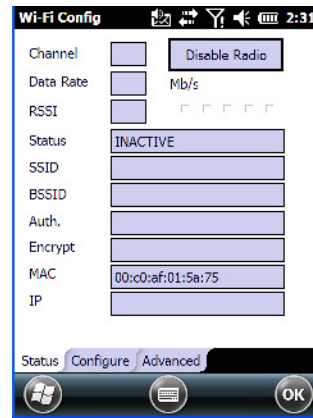 Wi-Fi Config 2:31
Channel Disable Radio
Data Rate Mb/s
RSSI
Status INACTIVE
SSID
BSSID
Auth.
Encrypt
MAC 00:c0:af:01:5a:75
IP
Status Configure Advanced
OK